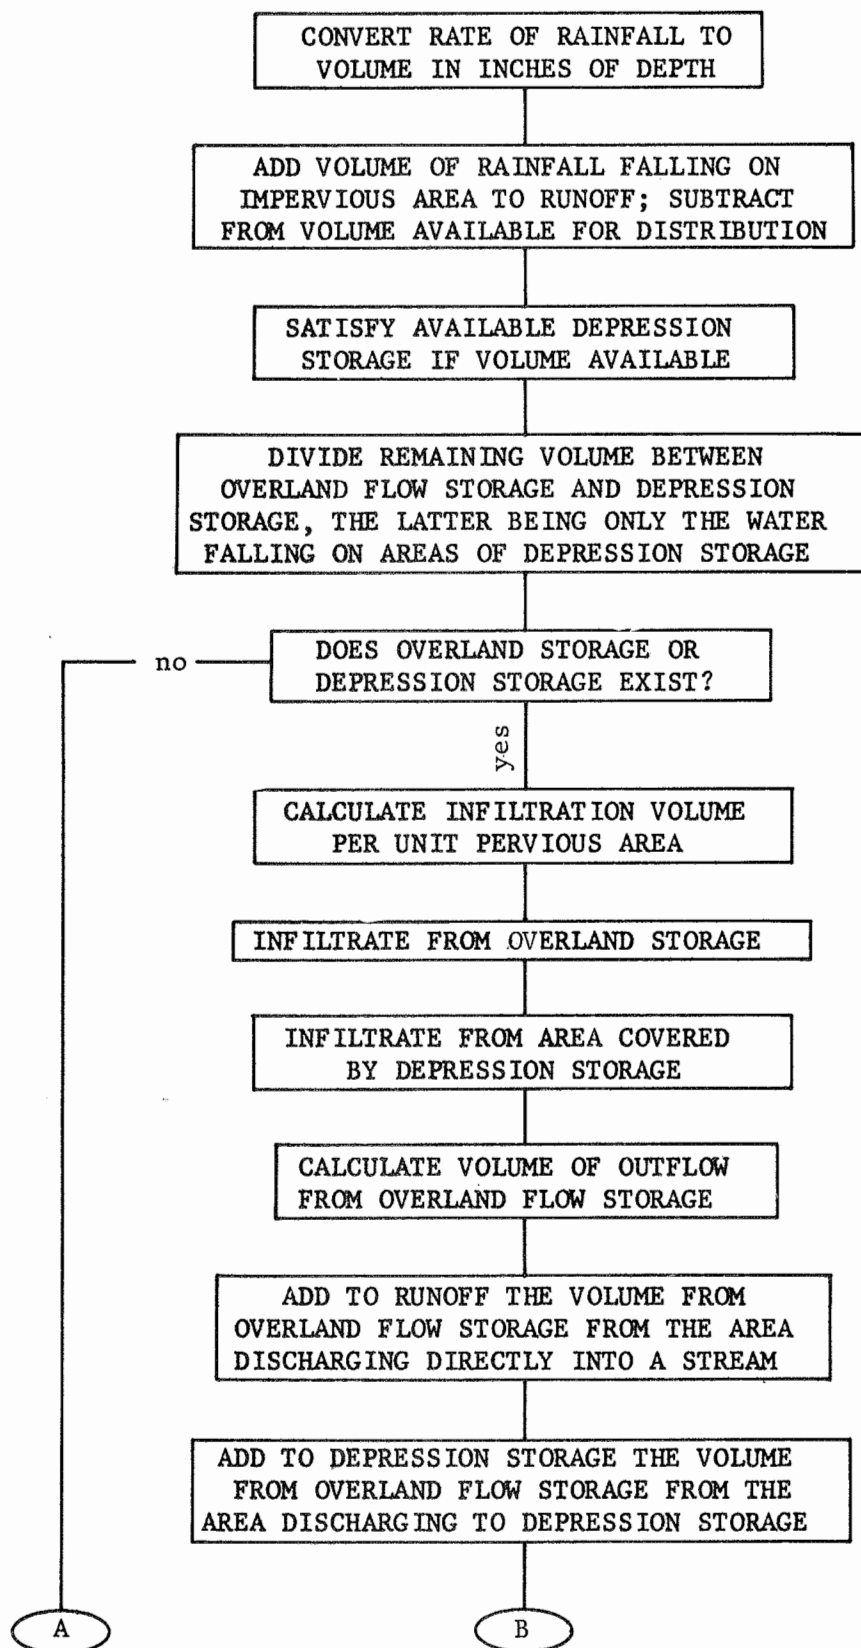 CONVERT RATE OF RAINFALL TO
VOLUME IN INCHES OF DEPTH
ADD VOLUME OF RAINFALL FALLING ON
IMPERVIOUS AREA TO RUNOFF; SUBTRACT
FROM VOLUME AVAILABLE FOR DISTRIBUTION
SATISFY AVAILABLE DEPRESSION
STORAGE IF VOLUME AVAILABLE
DIVIDE REMAINING VOLUME BETWEEN
OVERLAND FLOW STORAGE AND DEPRESSION
STORAGE, THE LATTER BEING ONLY THE WATER
FALLING ON AREAS OF DEPRESSION STORAGE
no
DOES OVERLAND STORAGE OR
DEPRESSION STORAGE EXIST?
yes
CALCULATE INFILTRATION VOLUME
PER UNIT PERVIOUS AREA
INFILTRATE FROM OVERLAND STORAGE
INFILTRATE FROM AREA COVERED
BY DEPRESSION STORAGE
CALCULATE VOLUME OF OUTFLOW
FROM OVERLAND FLOW STORAGE
ADD TO RUNOFF THE VOLUME FROM
OVERLAND FLOW STORAGE FROM THE AREA
DISCHARGING DIRECTLY INTO A STREAM
ADD TO DEPRESSION STORAGE THE VOLUME
FROM OVERLAND FLOW STORAGE FROM THE
AREA DISCHARGING TO DEPRESSION STORAGE
A
B